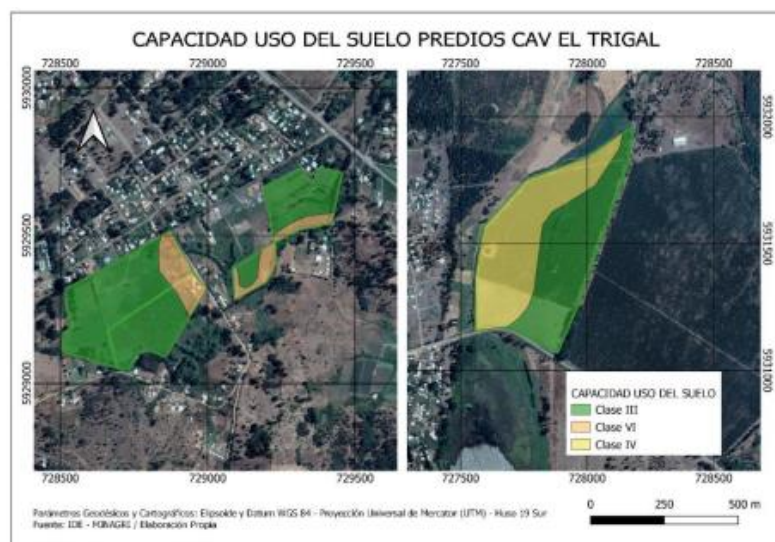 CAPACIDAD USO DEL SUELO PREDIOS CAV EL TRIGAL
728500 729000 729500 727500 728000 728500
5930000
5929500
5929000
5932000
5931500
5931000
CAPACIDAD USO DEL SUELO
Clase III
Clase VI
Clase IV
728500 729000 729500 727500 728000 728500
0 250 500 m
Parámetros Geodésicos y Cartográficos: Elipsoide y Datum WGS 84 - Proyección Universal de Mercator (UTM) - Huso 19 Sur
Fuente: IDE - MINAGRI / Elaboración Propia